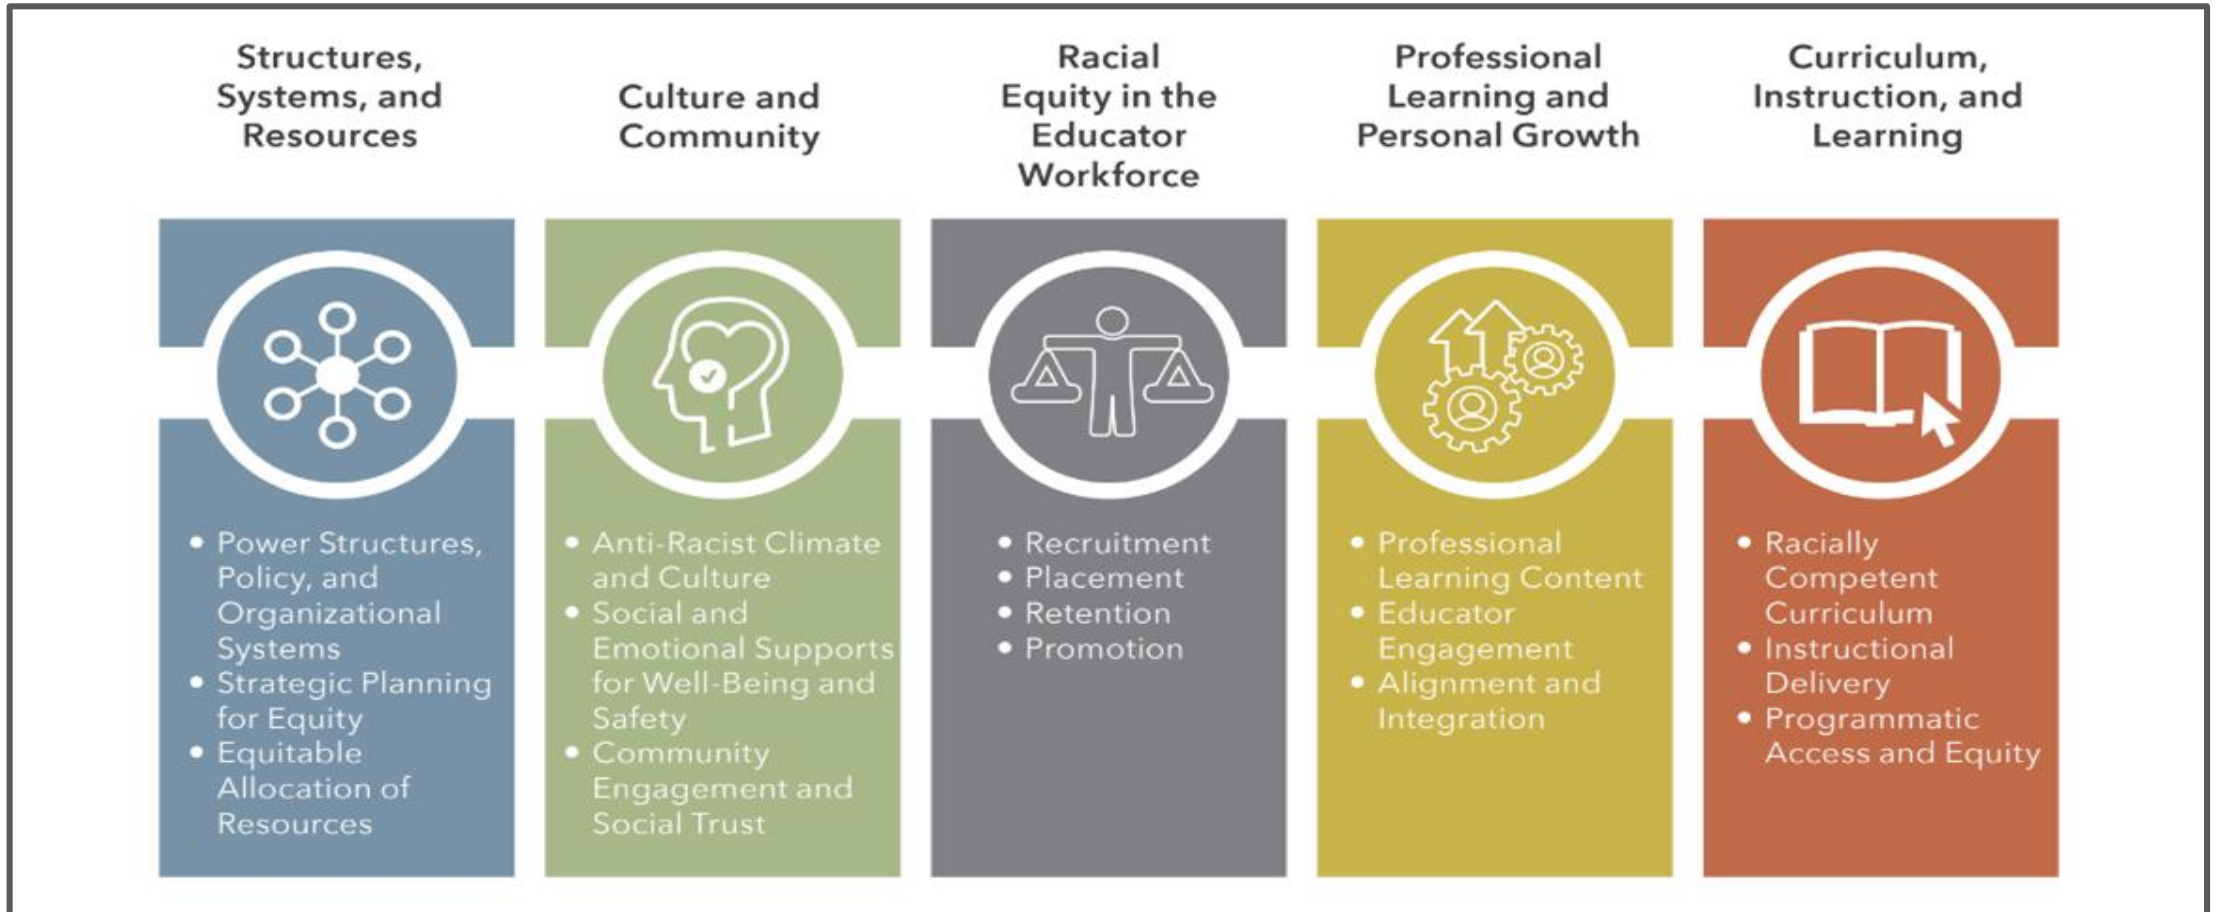 Structures,
Systems, and
Resources
Culture and
Community
Racial
Equity in the
Educator
Workforce
Professional
Learning and
Personal Growth
Curriculum,
Instruction, and
Learning
• Power Structures,
Policy, and
Organizational
Systems
• Strategic Planning
for Equity
• Equitable
Allocation of
Resources
• Anti-Racist Climate
and Culture
• Social and
Emotional Supports
for Well-Being and
Safety
• Community
Engagement and
Social Trust
• Recruitment
• Placement
• Retention
• Promotion
• Professional
Learning Content
• Educator
Engagement
• Alignment and
Integration
• Racially
Competent
Curriculum
• Instructional
Delivery
• Programmatic
Access and Equity